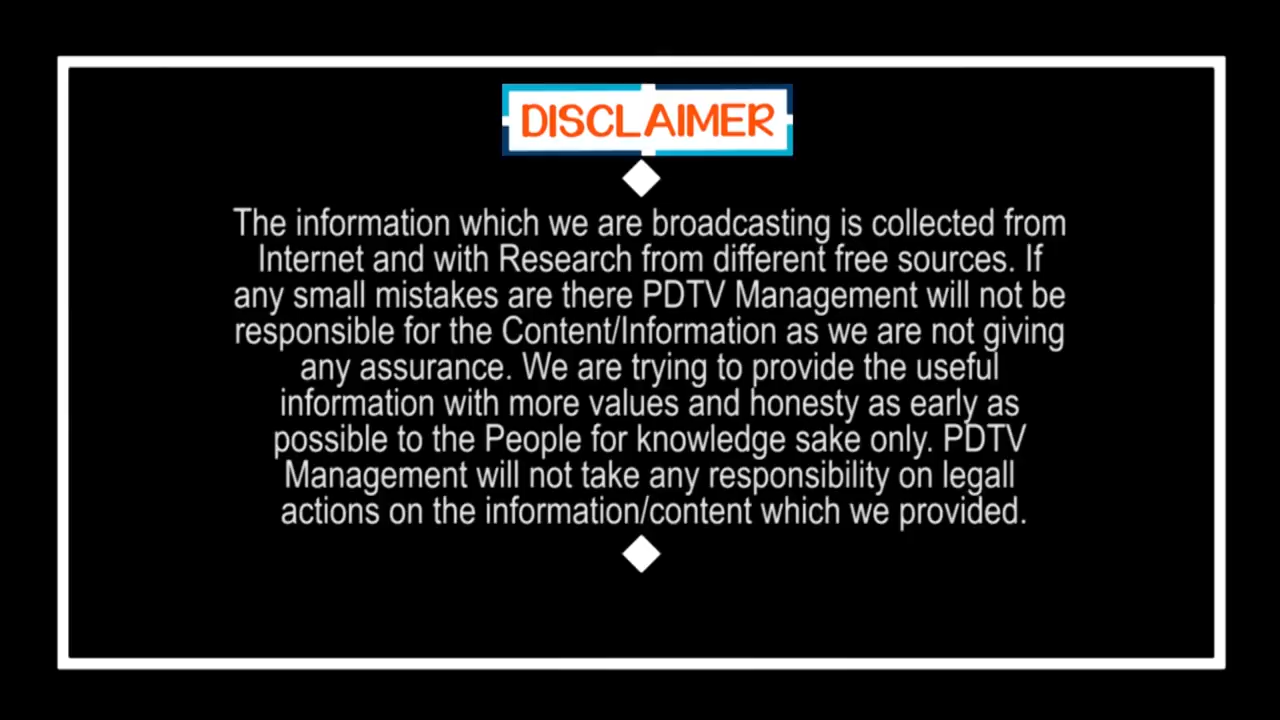 DISCLAIMER
The information which we are broadcasting is collected from
Internet and with Research from different free sources. If
any small mistakes are there PDTV Management will not be
responsible for the Content/Information as we are not giving
any assurance. We are trying to provide the useful
information with more values and honesty as early as
possible to the People for knowledge sake only. PDTV
Management will not take any responsibility on legall
actions on the information/content which we provided.